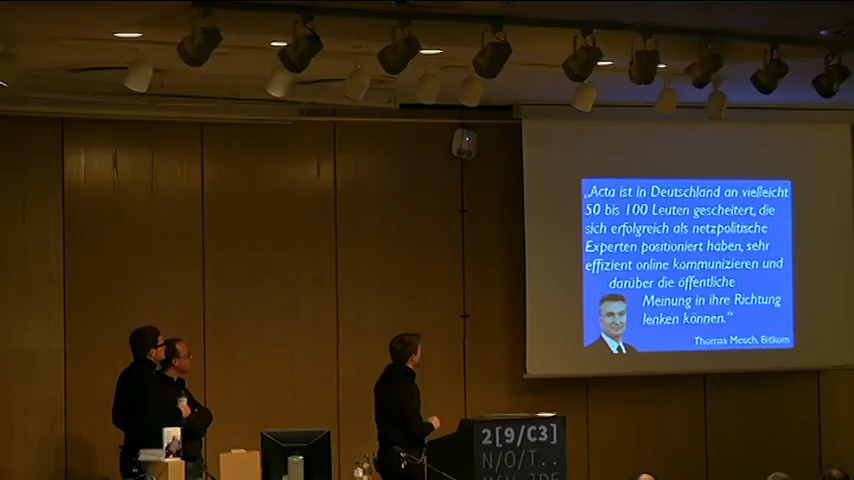 „Acta ist in Deutschland an vielleicht
50 bis 100 Leuten gescheitert, die
sich erfolgreich als netzpolitische
Experten positioniert haben, sehr
effizient online kommunizieren und
darüber die öffentliche
Meinung in ihre Richtung
lenken können.“
Thomas Mosch, Bitkom
2[9/C3]
N/O/T..